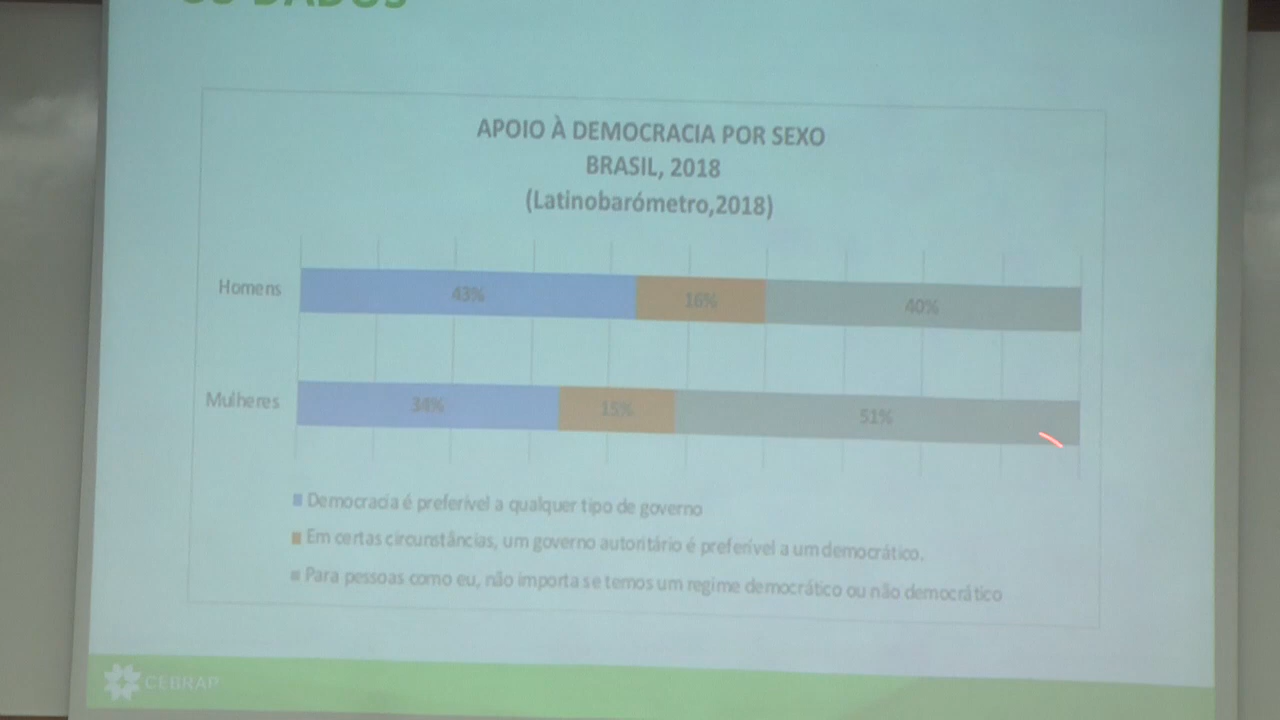 OS DADOS
APOIO À DEMOCRACIA POR SEXO
BRASIL, 2018
(Latinobarómetro,2018)
Homens 43% 16% 40%
Mulheres 34% 15% 51%
Democracia é preferível a qualquer tipo de governo
Em certas circunstâncias, um governo autoritário é preferível a um democrático.
Para pessoas como eu, não importa se temos um regime democrático ou não democrático
CEBRAP